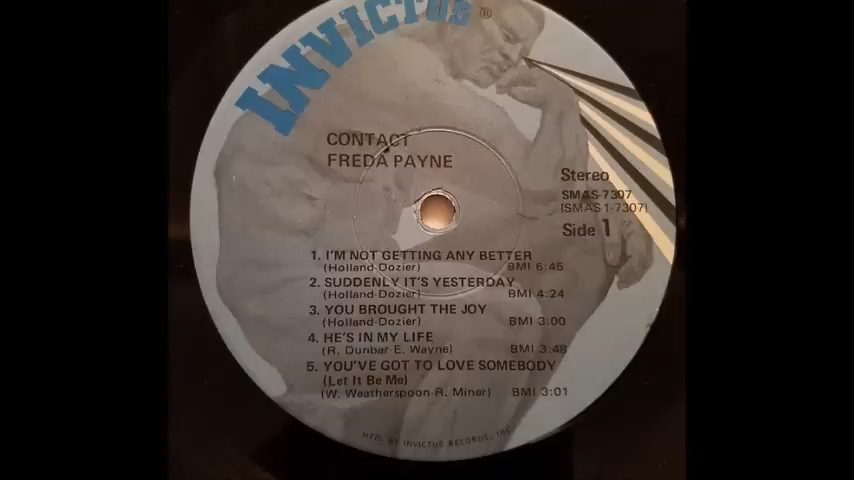 INVICTUS®
CONTACT
FREDA PAYNE
Stereo
SMAS-7307
(SMAS 1-7307)
Side 1
1. I'M NOT GETTING ANY BETTER
(Holland-Dozier) BMI 6:45
2. SUDDENLY IT'S YESTERDAY
(Holland-Dozier) BMI 4:24
3. YOU BROUGHT THE JOY
(Holland-Dozier) BMI 3:00
4. HE'S IN MY LIFE
(R. Dunbar-E. Wayne) BMI 3:48
5. YOU'VE GOT TO LOVE SOMEBODY
(Let It Be Me)
(W. Weatherspoon-R. Miner) BMI 3:01
MFD. BY INVICTUS RECORDS, INC.